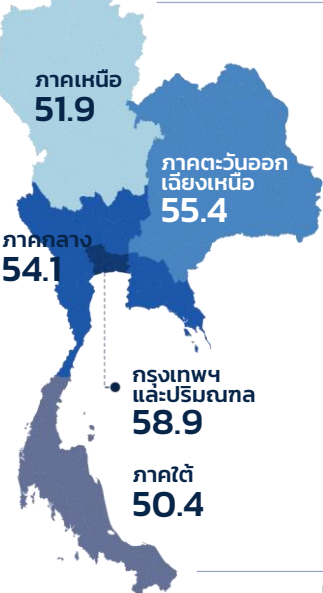 ภาคเหนือ
51.9
ภาคตะวันออก
เฉียงเหนือ
55.4
ภาคกลาง
54.1
กรุงเทพฯ
และปริมณฑล
58.9
ภาคใต้
50.4